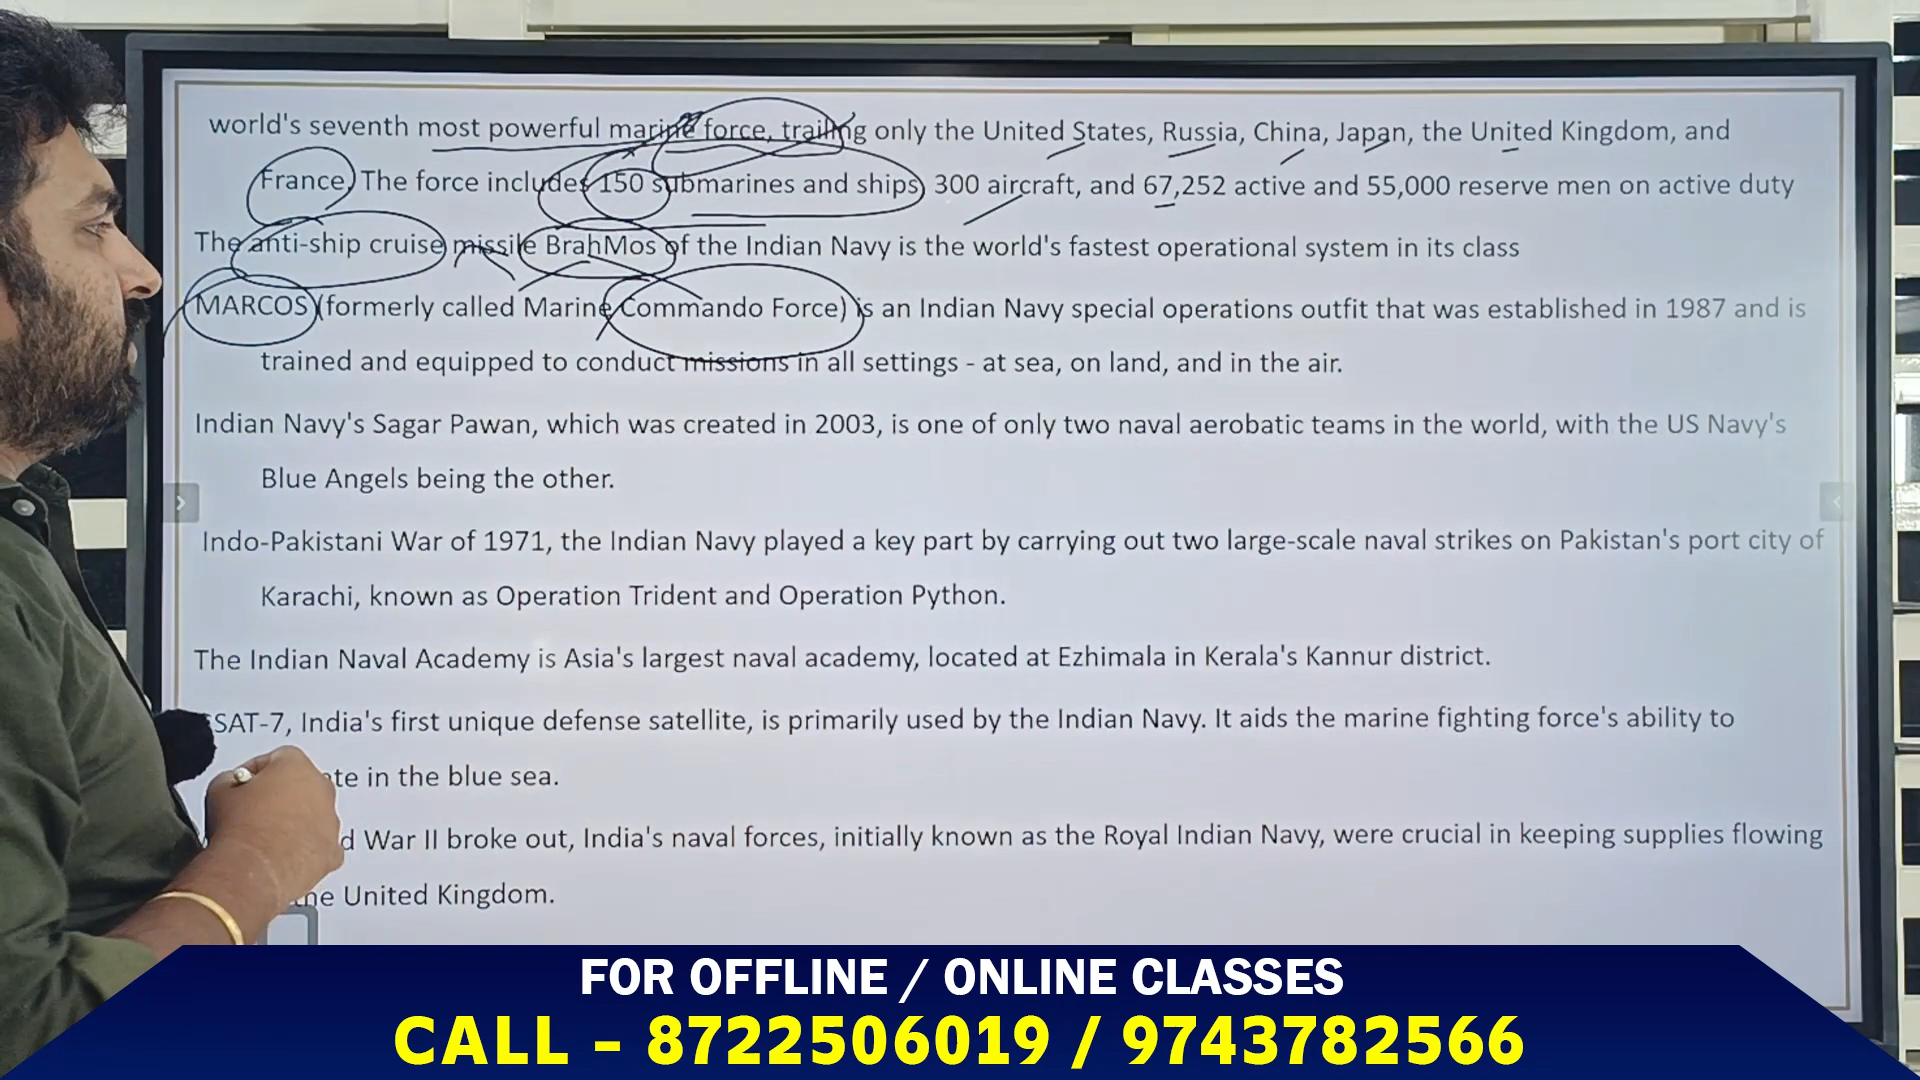 world's seventh most powerful marine force, trailing only the United States, Russia, China, Japan, the United Kingdom, and
France. The force includes 150 submarines and ships, 300 aircraft, and 67,252 active and 55,000 reserve men on active duty
The anti-ship cruise missile BrahMos of the Indian Navy is the world's fastest operational system in its class
MARCOS (formerly called Marine Commando Force) is an Indian Navy special operations outfit that was established in 1987 and is
trained and equipped to conduct missions in all settings - at sea, on land, and in the air.
Indian Navy's Sagar Pawan, which was created in 2003, is one of only two naval aerobatic teams in the world, with the US Navy's
Blue Angels being the other.
Indo-Pakistani War of 1971, the Indian Navy played a key part by carrying out two large-scale naval strikes on Pakistan's port city of
Karachi, known as Operation Trident and Operation Python.
The Indian Naval Academy is Asia's largest naval academy, located at Ezhimala in Kerala's Kannur district.
SAT-7, India's first unique defense satellite, is primarily used by the Indian Navy. It aids the marine fighting force's ability to
in the blue sea.
War II broke out, India's naval forces, initially known as the Royal Indian Navy, were crucial in keeping supplies flowing
United Kingdom.
FOR OFFLINE / ONLINE CLASSES
CALL – 8722506019 / 9743782566